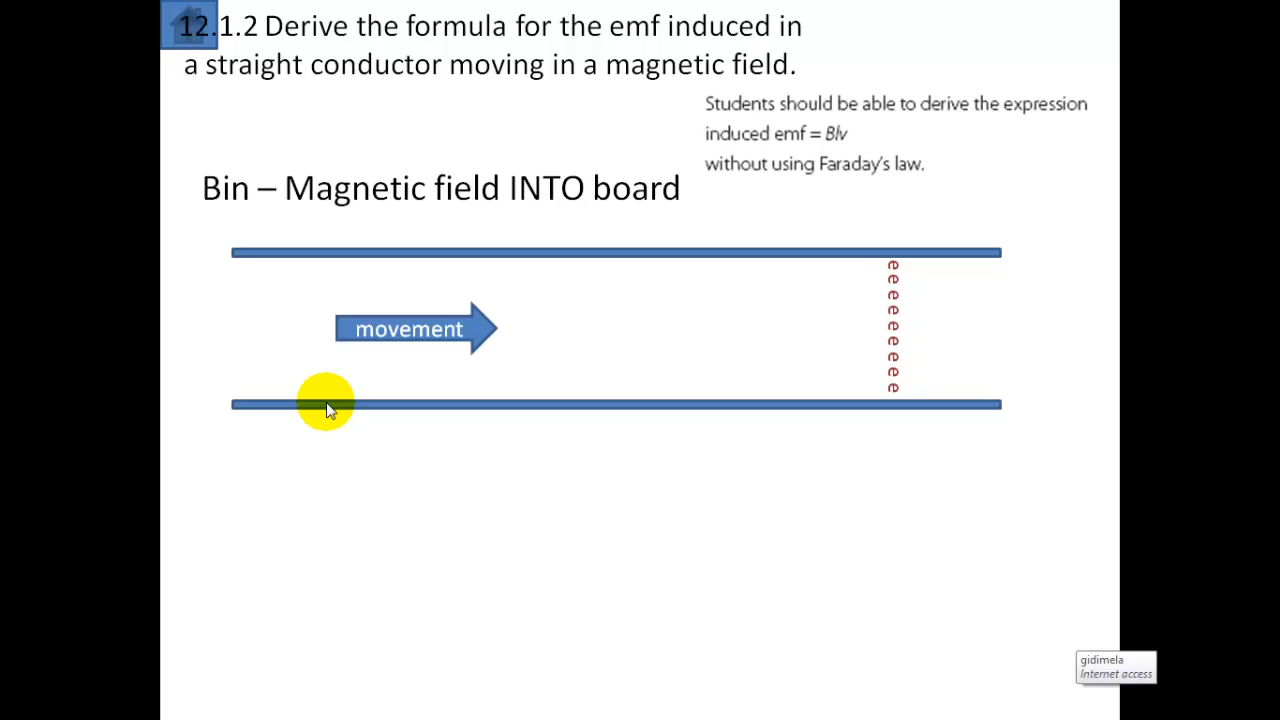 12.1.2 Derive the formula for the emf induced in
a straight conductor moving in a magnetic field.
Students should be able to derive the expression
induced emf = Blv
without using Faraday's law.
Bin – Magnetic field INTO board
e
e
e
e
movement
e
e
e
e
e
gidimela
Internet access